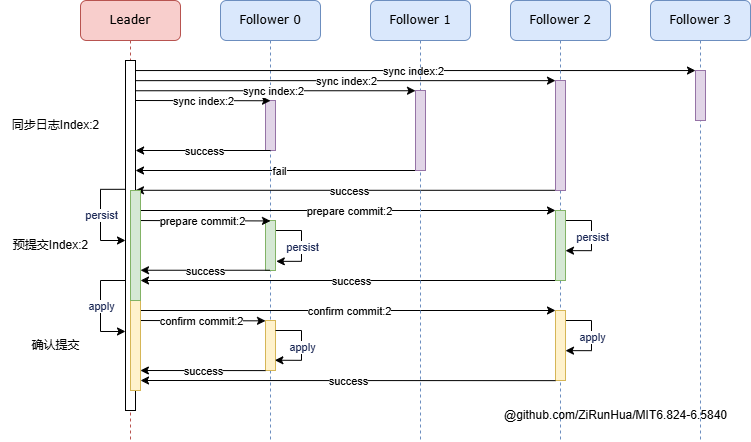 Leader
Follower 0
Follower 1
Follower 2
Follower 3
sync index:2
sync index:2
sync index:2
sync index:2
同步日志Index:2
success
fail
success
persist
prepare commit:2
prepare commit:2
persist
persist
预提交Index:2
success
success
apply
confirm commit:2
confirm commit:2
apply
apply
确认提交
success
success
@github.com/ZiRunHua/MIT6.824-6.5840